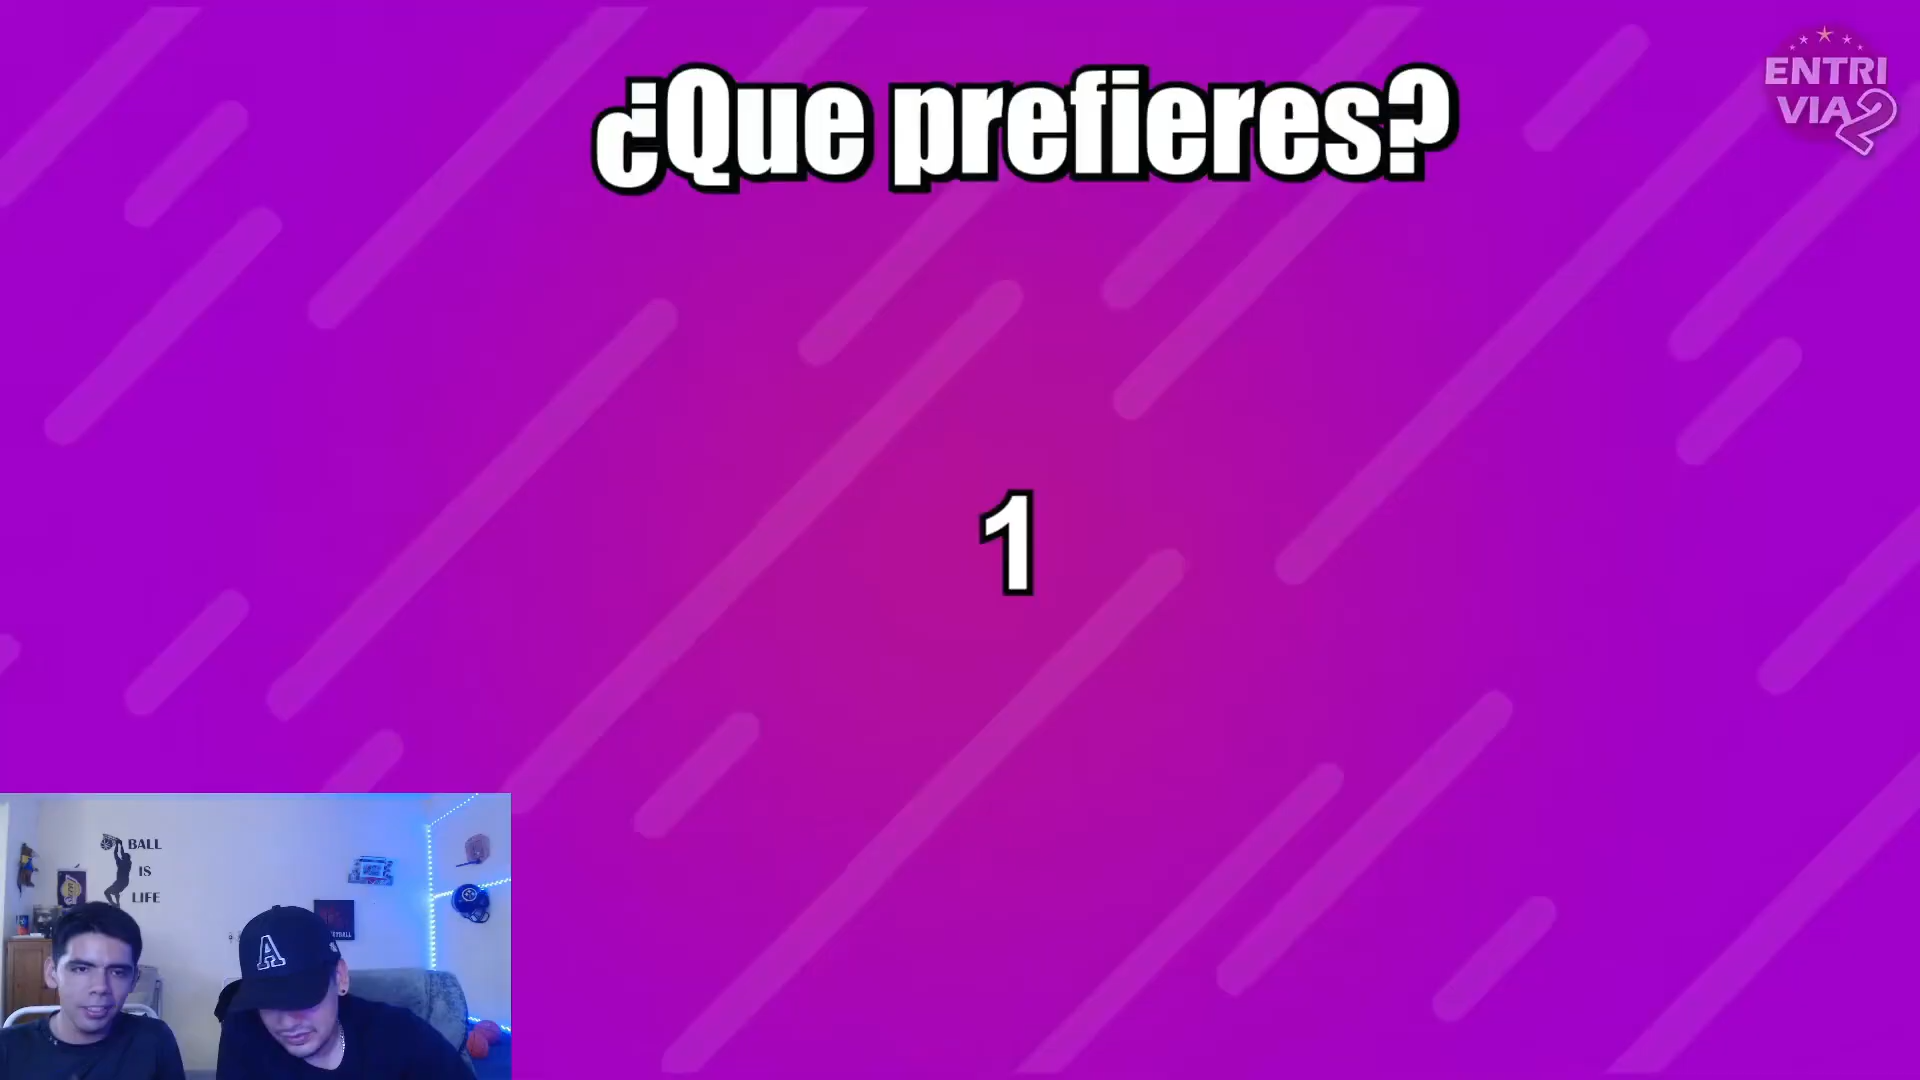 ¿Que prefieres?
ENTRI
VIA2
1
BALL
IS
LIFE
A